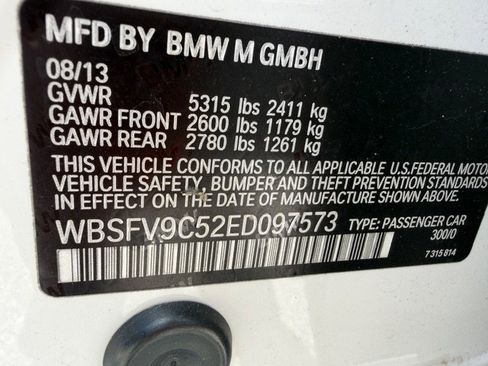 MFD BY BMW M GMBH
08/13
GVWR 5315 lbs 2411 kg
GAWR FRONT 2600 lbs 1179 kg
GAWR REAR 2780 lbs 1261 kg
THIS VEHICLE CONFORMS TO ALL APPLICABLE U.S.FEDERAL MOTOR
VEHICLE SAFETY, BUMPER AND THEFT PREVENTION STANDARDS
IN EFFECT ON THE DATE OF MANUFACTURE SHOWN ABOVE.
WBSFV9C52ED097573 TYPE: PASSENGER CAR
300/0
7 315 814